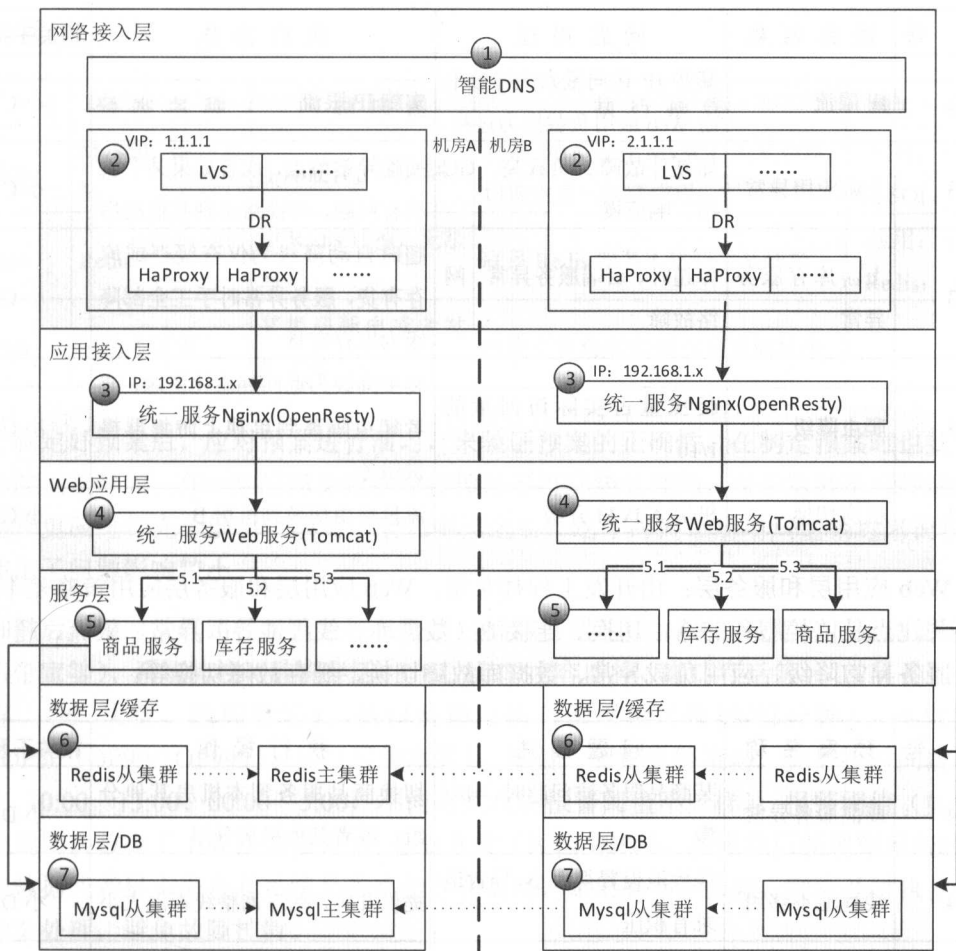 网络接入层
1
智能DNS
机房A 机房B
2 VIP: 1.1.1.1
LVS ……
DR
HaProxy HaProxy ……
2 VIP: 2.1.1.1
LVS ……
DR
HaProxy HaProxy ……
应用接入层
3 IP: 192.168.1.x
统一服务Nginx(OpenResty)
3 IP: 192.168.1.x
统一服务Nginx(OpenResty)
Web应用层
4
统一服务Web服务(Tomcat)
4
统一服务Web服务(Tomcat)
5.1 5.2 5.3
5.1 5.2 5.3
服务层
5
商品服务 库存服务 ……
5
…… 库存服务 商品服务
数据层/缓存
6
Redis从集群 Redis主集群
数据层/缓存
6
Redis从集群 Redis从集群
数据层/DB
7
Mysql从集群 Mysql主集群
数据层/DB
7
Mysql从集群 Mysql从集群